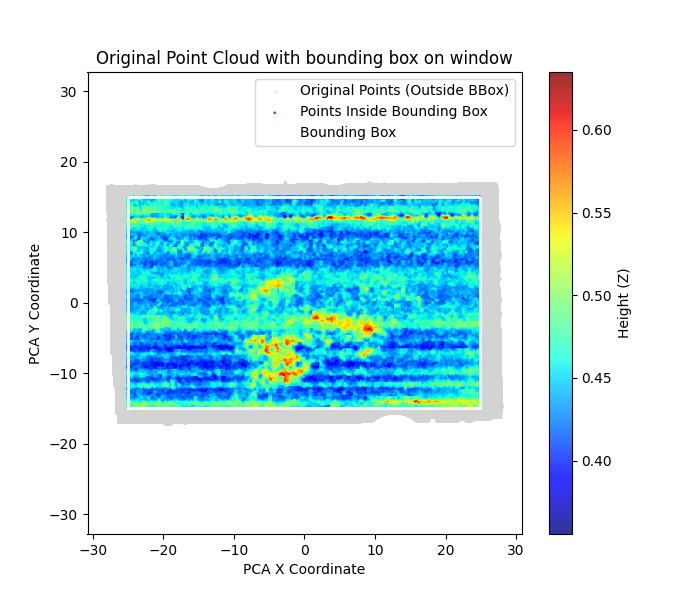 Original Point Cloud with bounding box on window
Original Points (Outside BBox)
Points Inside Bounding Box
Bounding Box
30
20
10
0
−10
−20
−30
PCA Y Coordinate
−30
−20
−10
0
10
20
30
PCA X Coordinate
0.60
0.55
0.50
0.45
0.40
Height (Z)